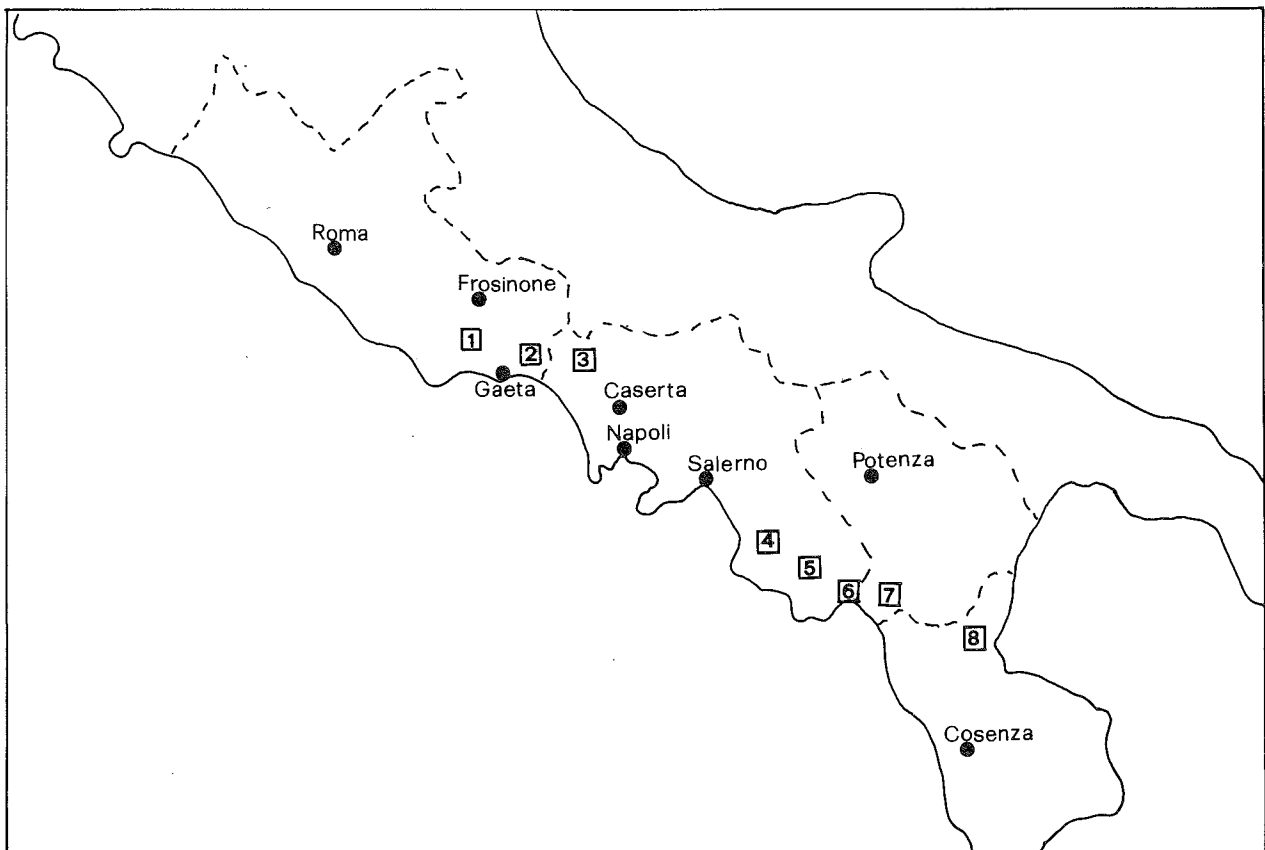 Roma
Frosinone
1
2
3
Gaeta
Caserta
Napoli
Salerno
Potenza
4
5
6
7
8
Cosenza